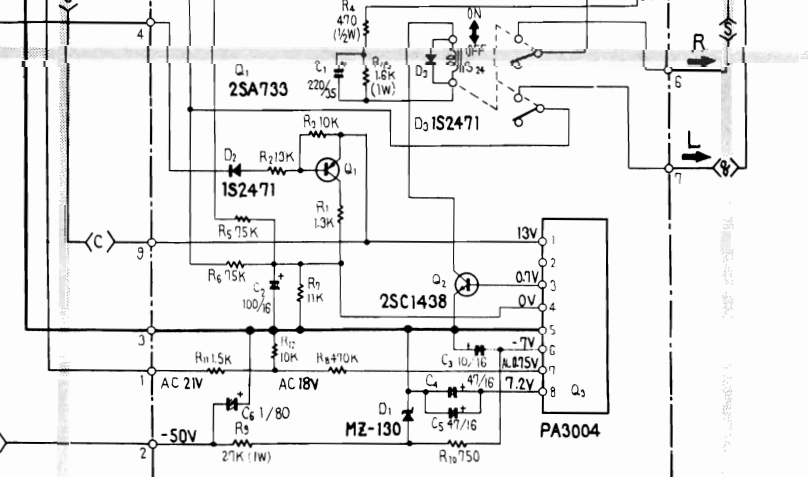 R4
470
(½W)
ON
OFF
4
Q1
2SA733
C1
220/35
1.6K
(1W)
D3
S24
R
6
D3 1S2471
R3 10K
L
7
D2
R2 13K
Q1
1S2471
R1
1.3K
R5 75K
C
9
13V
1
R6 75K
C2
100/16
R7
11K
2
Q2
0.7V
3
2SC1438
0V
4
3
5
R12
10K
-7V
6
C3 10/16
R11 1.5K
R8 470K
0.75V
7
1
AC 21V
AC 18V
C4
47/16
7.2V
8
Q3
C6 1/80
D1
C5 47/16
MZ-130
PA3004
-50V
R9
2
27K (1W)
R10 750